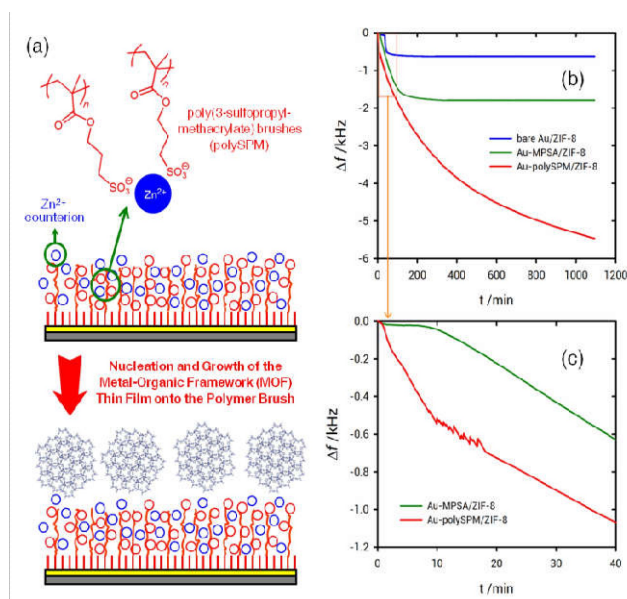 (a)
n
n
O
O
O
O
poly(3-sulfopropyl-
methacrylate) brushes
(polySPM)
SO₃⁻
SO₃⁻
Zn²⁺
Zn²⁺
counterion
Nucleation and Growth of the
Metal-Organic Framework (MOF)
Thin Film onto the Polymer Brush
(b)
0
-1
-2
-3
-4
-5
-6
Δf /kHz
bare Au/ZIF-8
Au-MPSA/ZIF-8
Au-polySPM/ZIF-8
0 200 400 600 800 1000 1200
t /min
(c)
0.0
-0.2
-0.4
-0.6
-0.8
-1.0
-1.2
Δf /kHz
Au-MPSA/ZIF-8
Au-polySPM/ZIF-8
0 10 20 30 40
t /min